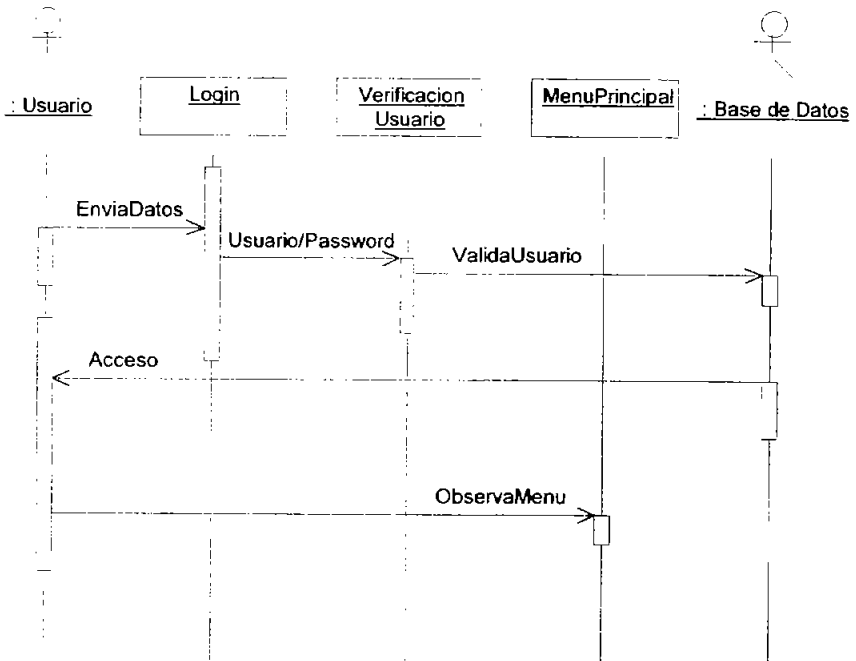 : Usuario
Login
Verificacion
Usuario
MenuPrincipal
: Base de Datos
EnviaDatos
Usuario/Password
ValidaUsuario
Acceso
ObservaMenu